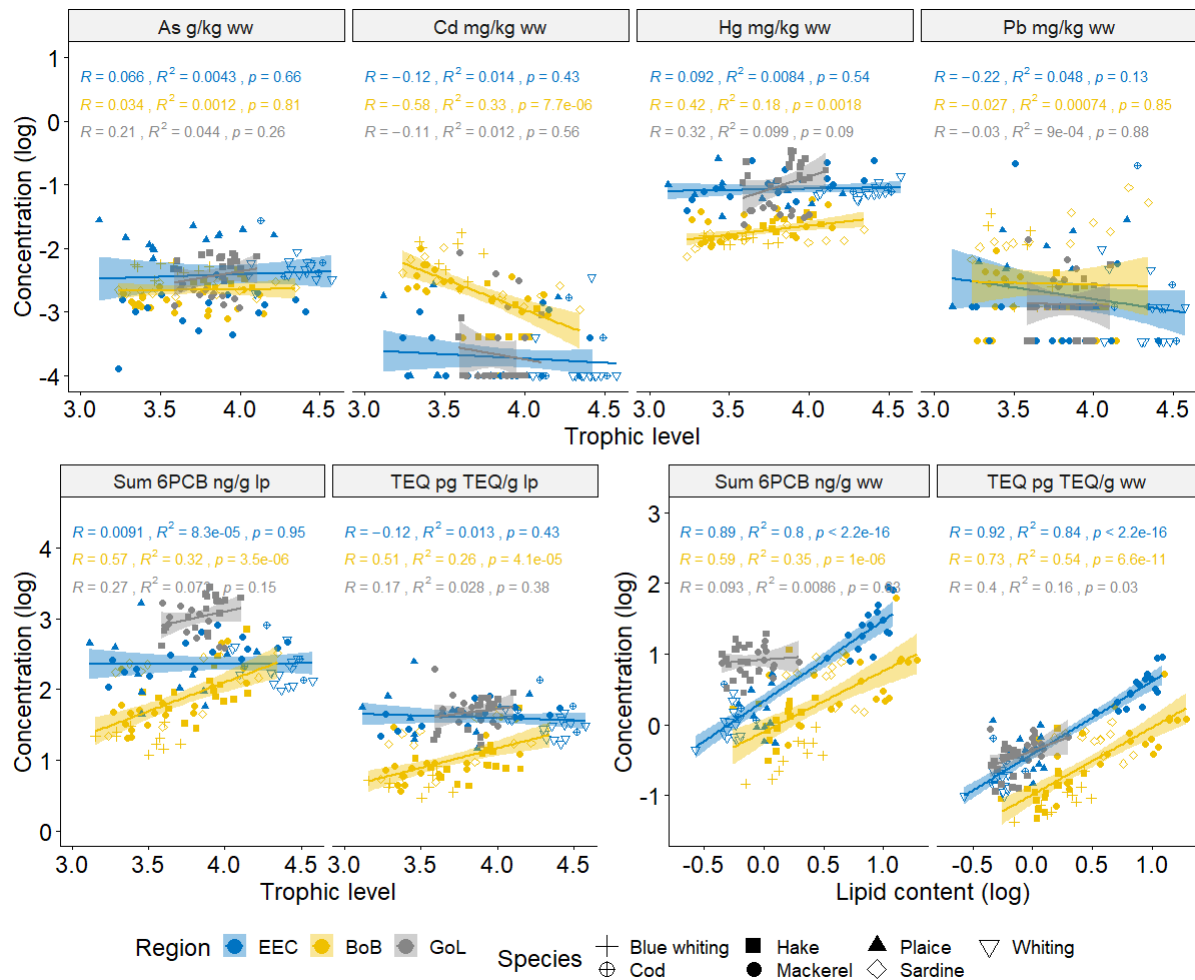 As g/kg ww
Cd mg/kg ww
Hg mg/kg ww
Pb mg/kg ww
R = 0.066 , R² = 0.0043 , p = 0.66
R = −0.12 , R² = 0.014 , p = 0.43
R = 0.092 , R² = 0.0084 , p = 0.54
R = −0.22 , R² = 0.048 , p = 0.13
R = 0.034 , R² = 0.0012 , p = 0.81
R = −0.58 , R² = 0.33 , p = 7.7e-06
R = 0.42 , R² = 0.18 , p = 0.0018
R = −0.027 , R² = 0.00074 , p = 0.85
R = 0.21 , R² = 0.044 , p = 0.26
R = −0.11 , R² = 0.012 , p = 0.56
R = 0.32 , R² = 0.099 , p = 0.09
R = −0.03 , R² = 9e-04 , p = 0.88
Concentration (log)
1
0
-1
-2
-3
-4
3.0 3.5 4.0 4.5
3.0 3.5 4.0 4.5
3.0 3.5 4.0 4.5
3.0 3.5 4.0 4.5
Trophic level
Trophic level
Sum 6PCB ng/g lp
TEQ pg TEQ/g lp
R = 0.0091 , R² = 8.3e-05 , p = 0.95
R = −0.12 , R² = 0.013 , p = 0.43
R = 0.57 , R² = 0.32 , p = 3.5e-06
R = 0.51 , R² = 0.26 , p = 4.1e-05
R = 0.27 , p = 0.15
R = 0.17 , R² = 0.028 , p = 0.38
Concentration (log)
4
3
2
1
0
3.0 3.5 4.0 4.5
3.0 3.5 4.0 4.5
Trophic level
Sum 6PCB ng/g ww
TEQ pg TEQ/g ww
R = 0.89 , R² = 0.8 , p < 2.2e-16
R = 0.92 , R² = 0.84 , p < 2.2e-16
R = 0.59 , R² = 0.35 , p = 1e-06
R = 0.73 , R² = 0.54 , p = 6.6e-11
R = 0.093 , R² = 0.0086 ,
R = 0.4 , R² = 0.16 , p = 0.03
Concentration (log)
3
2
1
0
-1
-0.5 0.0 0.5 1.0
-0.5 0.0 0.5 1.0
Lipid content (log)
Region EEC BoB GoL
Species Blue whiting Hake Plaice Whiting
Cod Mackerel Sardine